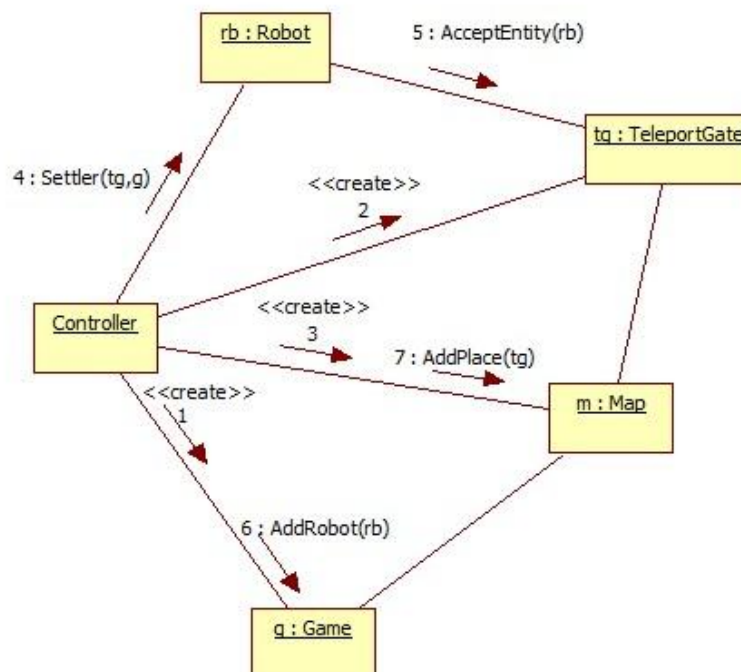 rb : Robot
5 : AcceptEntity(rb)
tg : TeleportGate
4 : Settler(tg,g)
<<create>>
2
Controller
<<create>>
3
7 : AddPlace(tg)
m : Map
<<create>>
1
6 : AddRobot(rb)
g : Game